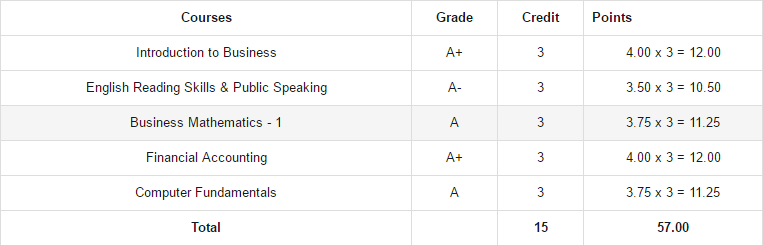 Courses Grade Credit Points
Introduction to Business A+ 3 4.00 x 3 = 12.00
English Reading Skills & Public Speaking A- 3 3.50 x 3 = 10.50
Business Mathematics - 1 A 3 3.75 x 3 = 11.25
Financial Accounting A+ 3 4.00 x 3 = 12.00
Computer Fundamentals A 3 3.75 x 3 = 11.25
Total 15 57.00